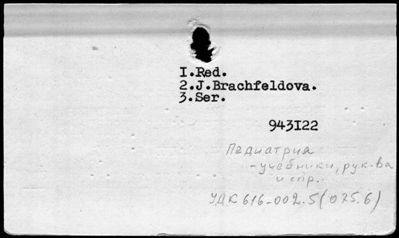 I.Red.
2.J.Brachfeldova.
3.Ser.
943I22
Педиатрия
-учебники, рук-ва
и спр.
УДК 616-002.5(075.6)